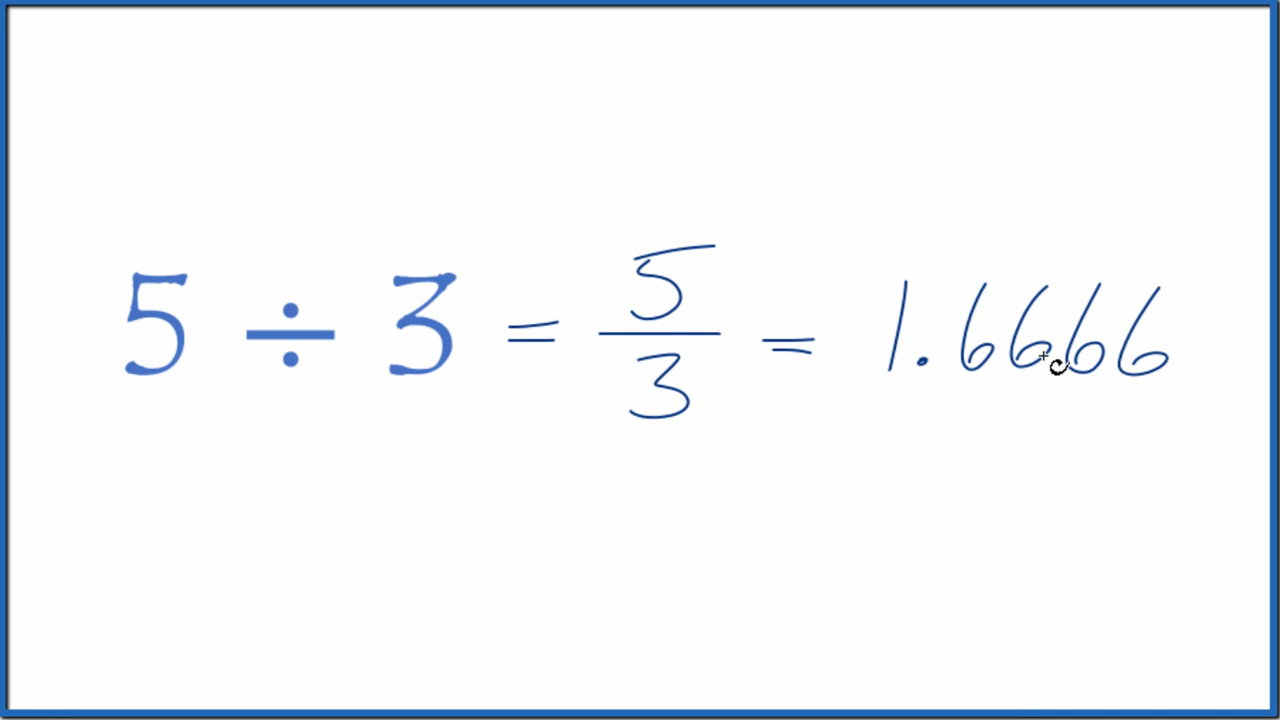 5 ÷ 3 = 5/3 = 1.6666